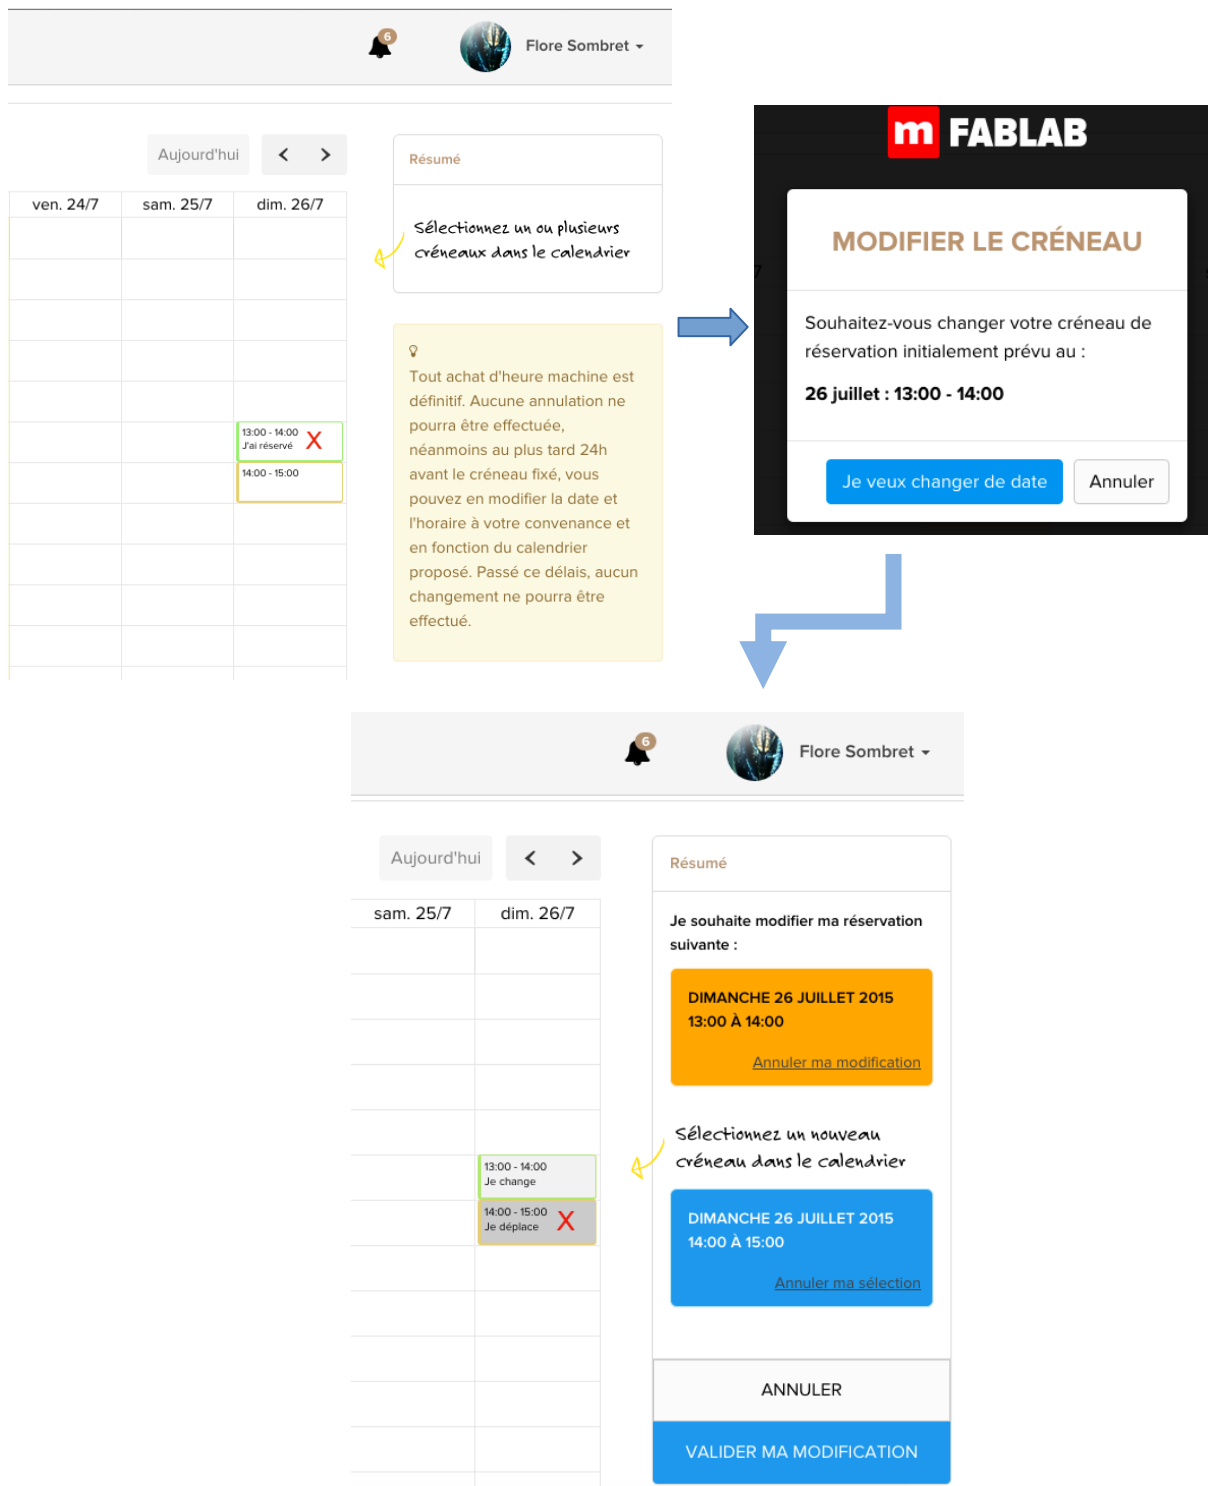 6
Flore Sombret
Aujourd'hui
ven. 24/7 sam. 25/7 dim. 26/7
13:00 - 14:00
J'ai réservé X
14:00 - 15:00
Résumé
Sélectionnez un ou plusieurs
créneaux dans le calendrier
Tout achat d'heure machine est
définitif. Aucune annulation ne
pourra être effectuée,
néanmoins au plus tard 24h
avant le créneau fixé, vous
pouvez en modifier la date et
l'horaire à votre convenance et
en fonction du calendrier
proposé. Passé ce délais, aucun
changement ne pourra être
effectué.
m FABLAB
7
MODIFIER LE CRÉNEAU
Souhaitez-vous changer votre créneau de
réservation initialement prévu au :
26 juillet : 13:00 - 14:00
Je veux changer de date Annuler
6
Flore Sombret
Aujourd'hui
sam. 25/7 dim. 26/7
13:00 - 14:00
Je change
14:00 - 15:00
Je déplace X
Résumé
Je souhaite modifier ma réservation
suivante :
DIMANCHE 26 JUILLET 2015
13:00 À 14:00
Annuler ma modification
Sélectionnez un nouveau
créneau dans le calendrier
DIMANCHE 26 JUILLET 2015
14:00 À 15:00
Annuler ma sélection
ANNULER
VALIDER MA MODIFICATION